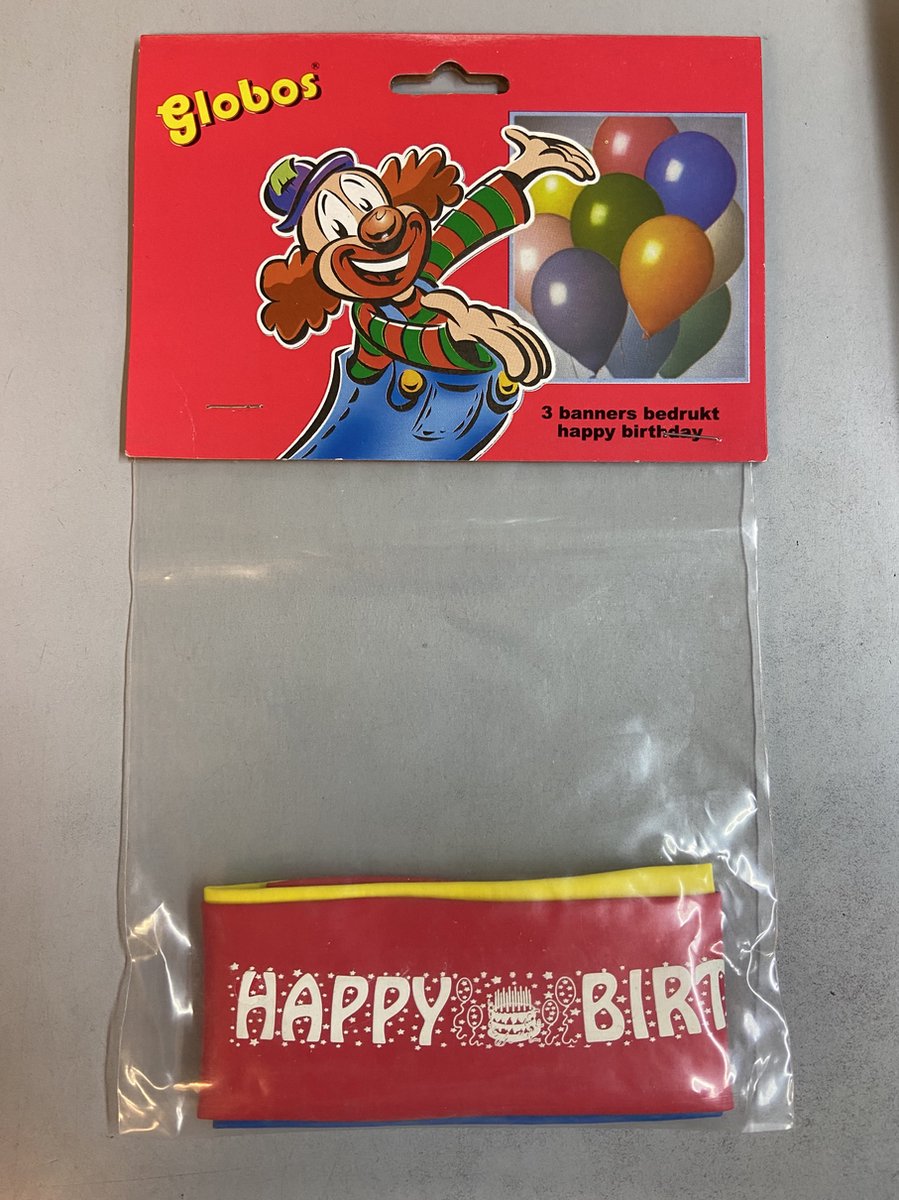 Globos®
3 banners bedrukt
happy birthday
HAPPY BIRT